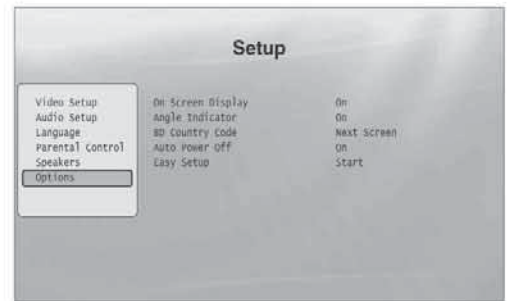 Setup
Video Setup
Audio Setup
Language
Parental Control
Speakers
Options
On Screen Display On
Angle Indicator On
BD Country Code Next Screen
Auto Power Off On
Easy Setup Start